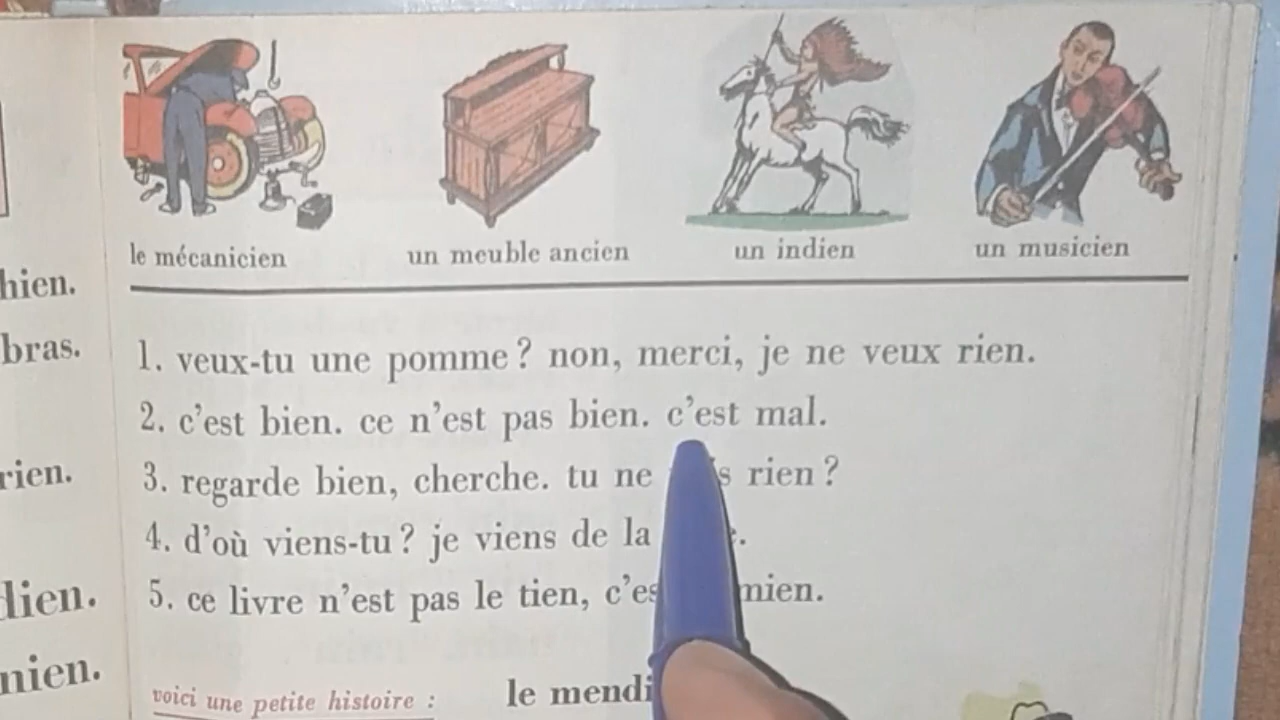 le mécanicien
un meuble ancien
un indien
un musicien
hien.
bras.
rien.
dien.
nien.
1. veux-tu une pomme ? non, merci, je ne veux rien.
2. c'est bien. ce n'est pas bien. c'est mal.
3. regarde bien, cherche. tu ne rien ?
4. d'où viens-tu ? je viens de la
5. ce livre n'est pas le tien, mien.
voici une petite histoire :
le